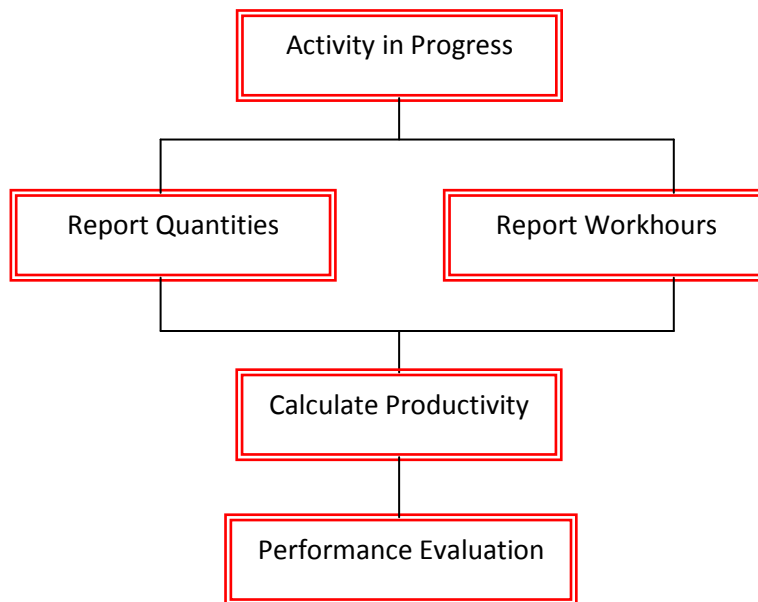 Activity in Progress
Report Quantities
Report Workhours
Calculate Productivity
Performance Evaluation